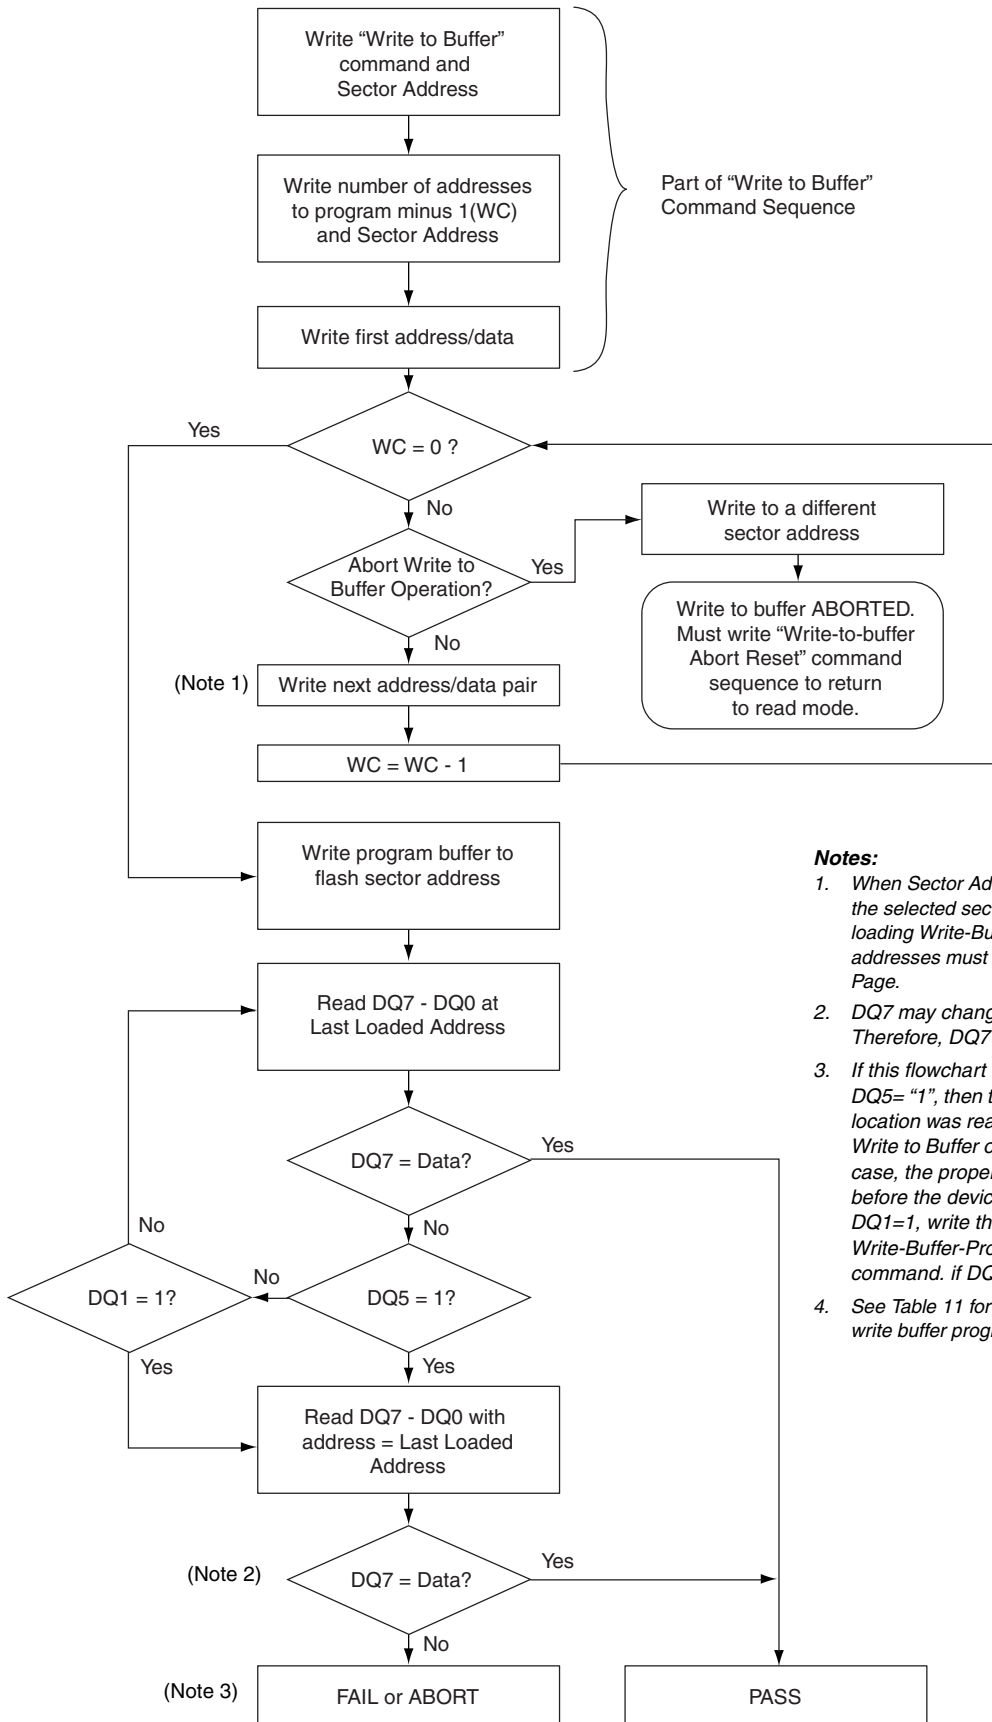 Write “Write to Buffer”
command and
Sector Address
Write number of addresses
to program minus 1(WC)
and Sector Address
Part of “Write to Buffer”
Command Sequence
Write first address/data
Yes
WC = 0 ?
No
Write to a different
sector address
Abort Write to
Buffer Operation?
Yes
No
Write to buffer ABORTED.
Must write “Write-to-buffer
Abort Reset” command
sequence to return
to read mode.
(Note 1)
Write next address/data pair
WC = WC - 1
Write program buffer to
flash sector address
Notes:
1. When Sector Ad
the selected sec
loading Write-Bu
addresses must
Page.
2. DQ7 may chang
Therefore, DQ7
3. If this flowchart
DQ5= “1”, then t
location was rea
Write to Buffer o
case, the prope
before the devic
DQ1=1, write th
Write-Buffer-Pro
command. if DQ
4. See Table 11 for
write buffer prog
Read DQ7 - DQ0 at
Last Loaded Address
DQ7 = Data?
Yes
No
No
DQ1 = 1?
No
DQ5 = 1?
Yes
Yes
Read DQ7 - DQ0 with
address = Last Loaded
Address
(Note 2)
DQ7 = Data?
Yes
No
(Note 3)
FAIL or ABORT
PASS